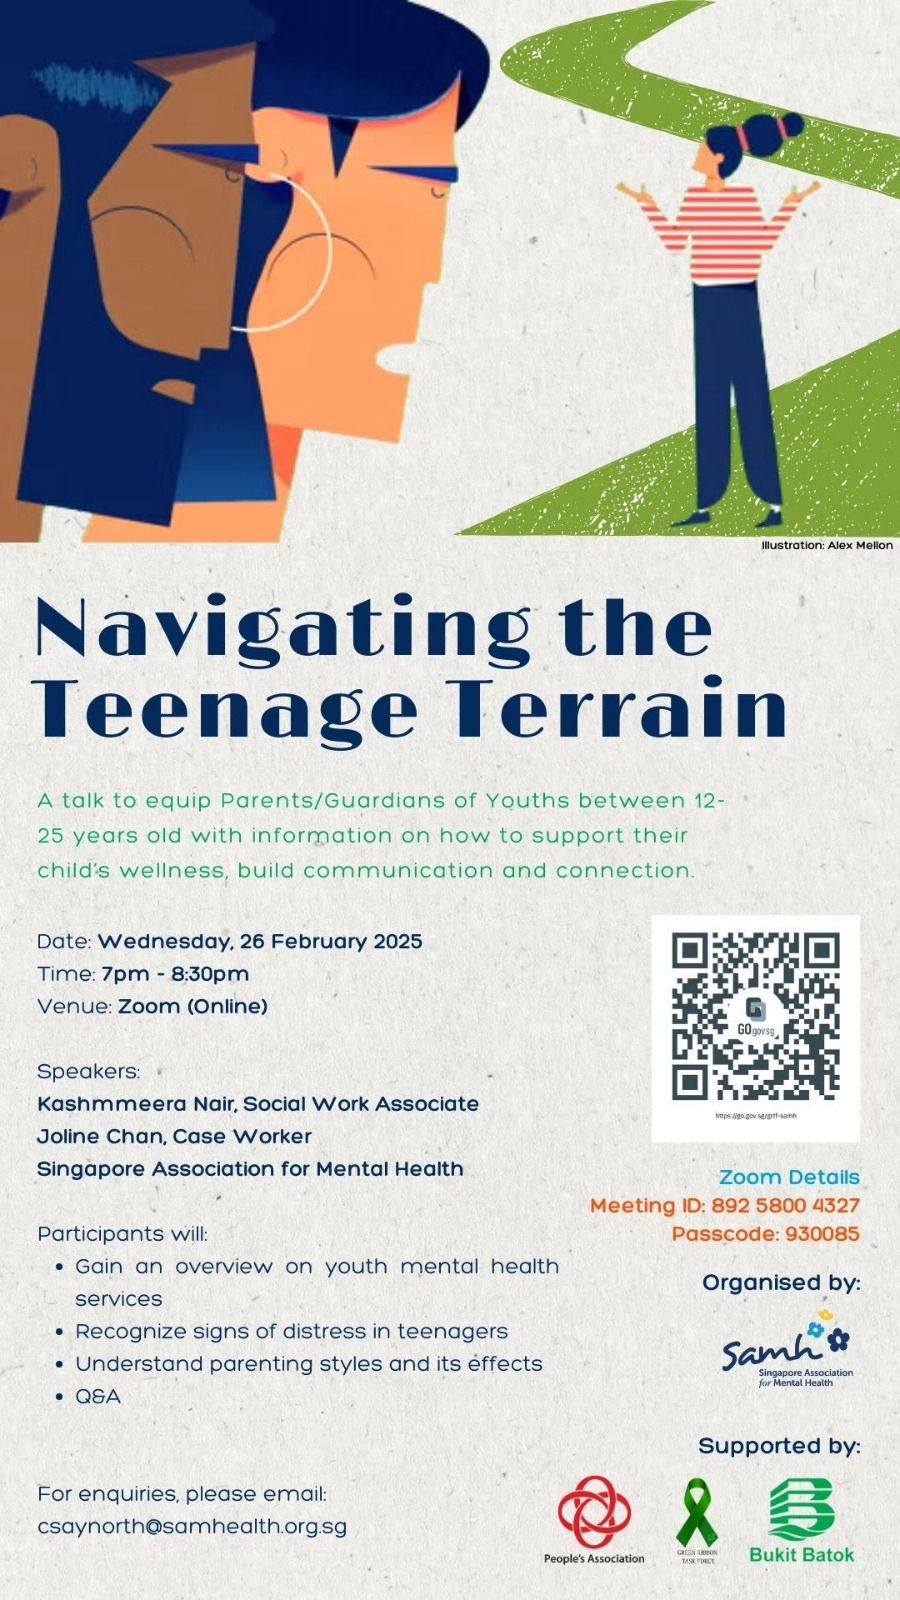 Illustration: Alex Mellon
Navigating the
Teenage Terrain
A talk to equip Parents/Guardians of Youths between 12-
25 years old with information on how to support their
child's wellness, build communication and connection.
Date: Wednesday, 26 February 2025
Time: 7pm - 8:30pm
Venue: Zoom (Online)
Speakers:
Kashmmeera Nair, Social Work Associate
Joline Chan, Case Worker
Singapore Association for Mental Health
Participants will:
• Gain an overview on youth mental health
services
• Recognize signs of distress in teenagers
• Understand parenting styles and its effects
• Q&A
For enquiries, please email:
csaynorth@samhealth.org.sg
GOgov.sg
https://go.gov.sg/grtf-samh
Zoom Details
Meeting ID: 892 5800 4327
Passcode: 930085
Organised by:
Samh
Singapore Association
for Mental Health
Supported by:
People's Association
GREEN RIBBON
TASK FORCE
Bukit Batok